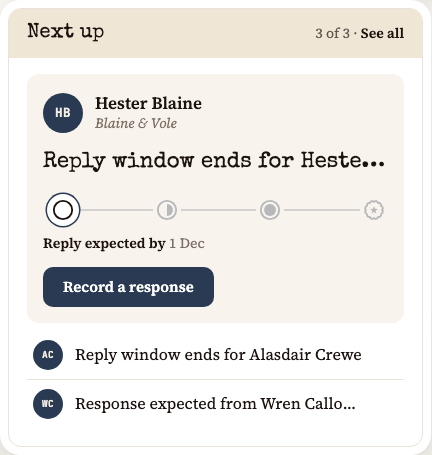 Next up
3 of 3 · See all
HB
Hester Blaine
Blaine & Vole
Reply window ends for Heste...
Reply expected by 1 Dec
Record a response
AC
Reply window ends for Alasdair Crewe
WC
Response expected from Wren Callo...